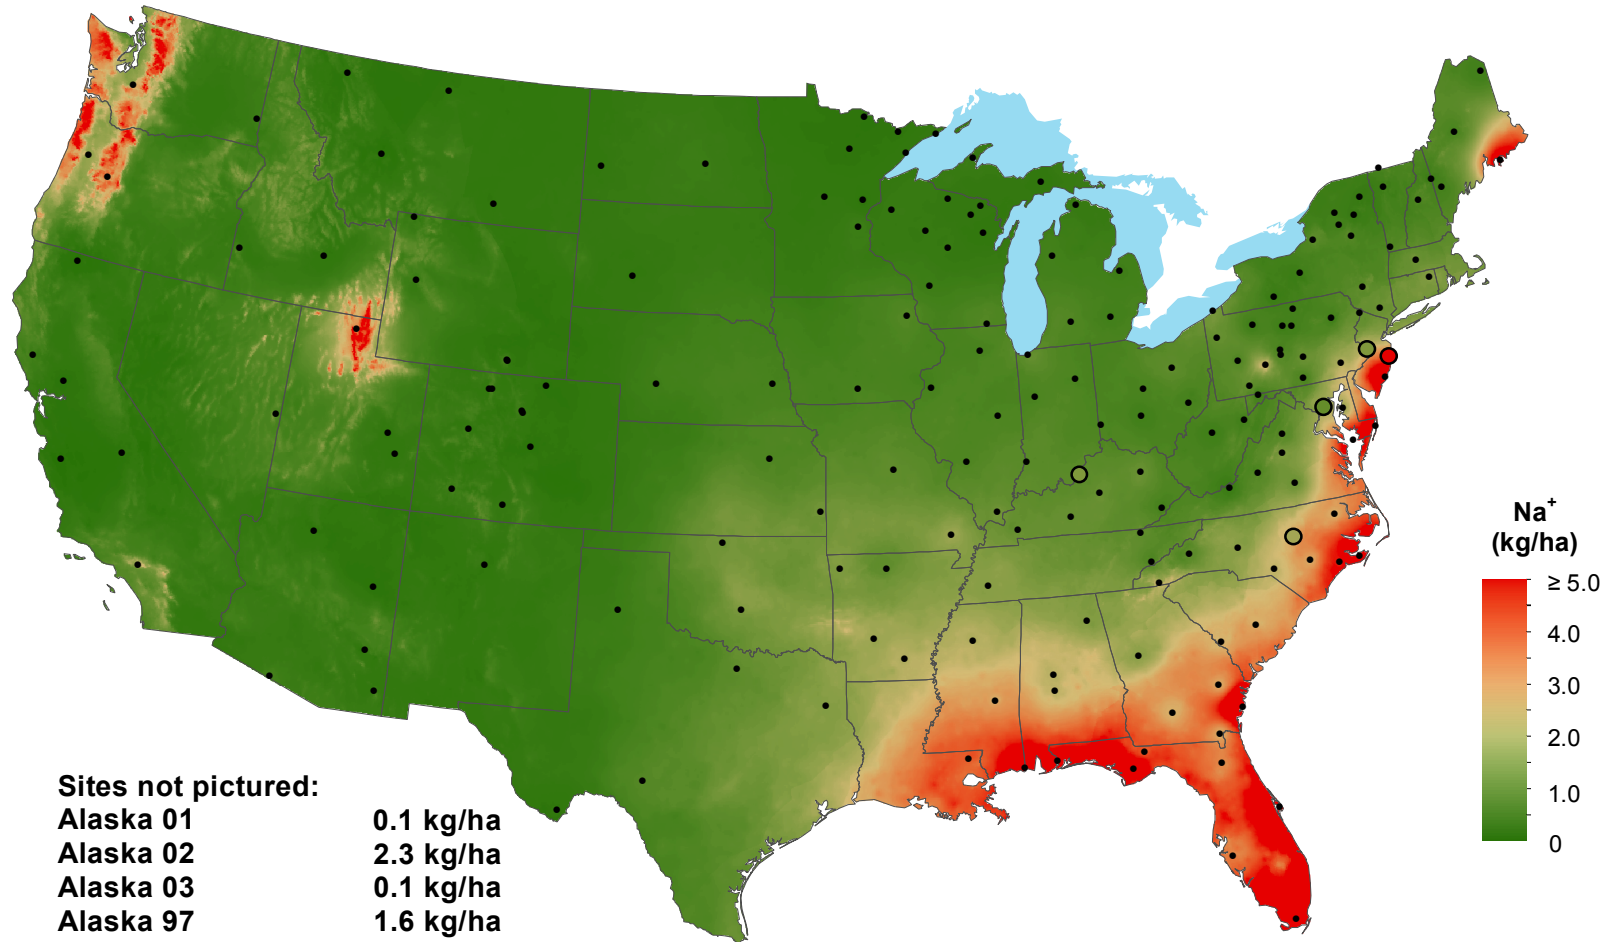 Na+
(kg/ha)
≥ 5.0
4.0
3.0
2.0
1.0
0
Sites not pictured:
Alaska 01 0.1 kg/ha
Alaska 02 2.3 kg/ha
Alaska 03 0.1 kg/ha
Alaska 97 1.6 kg/ha